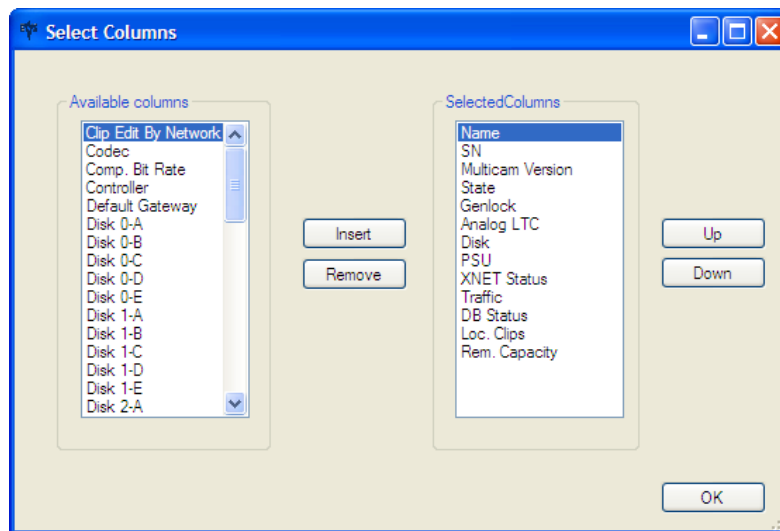 Select Columns
Available columns
Clip Edit By Network
Codec
Comp. Bit Rate
Controller
Default Gateway
Disk 0-A
Disk 0-B
Disk 0-C
Disk 0-D
Disk 0-E
Disk 1-A
Disk 1-B
Disk 1-C
Disk 1-D
Disk 1-E
Disk 2-A
Insert
Remove
SelectedColumns
Name
SN
Multicam Version
State
Genlock
Analog LTC
Disk
PSU
XNET Status
Traffic
DB Status
Loc. Clips
Rem. Capacity
Up
Down
OK